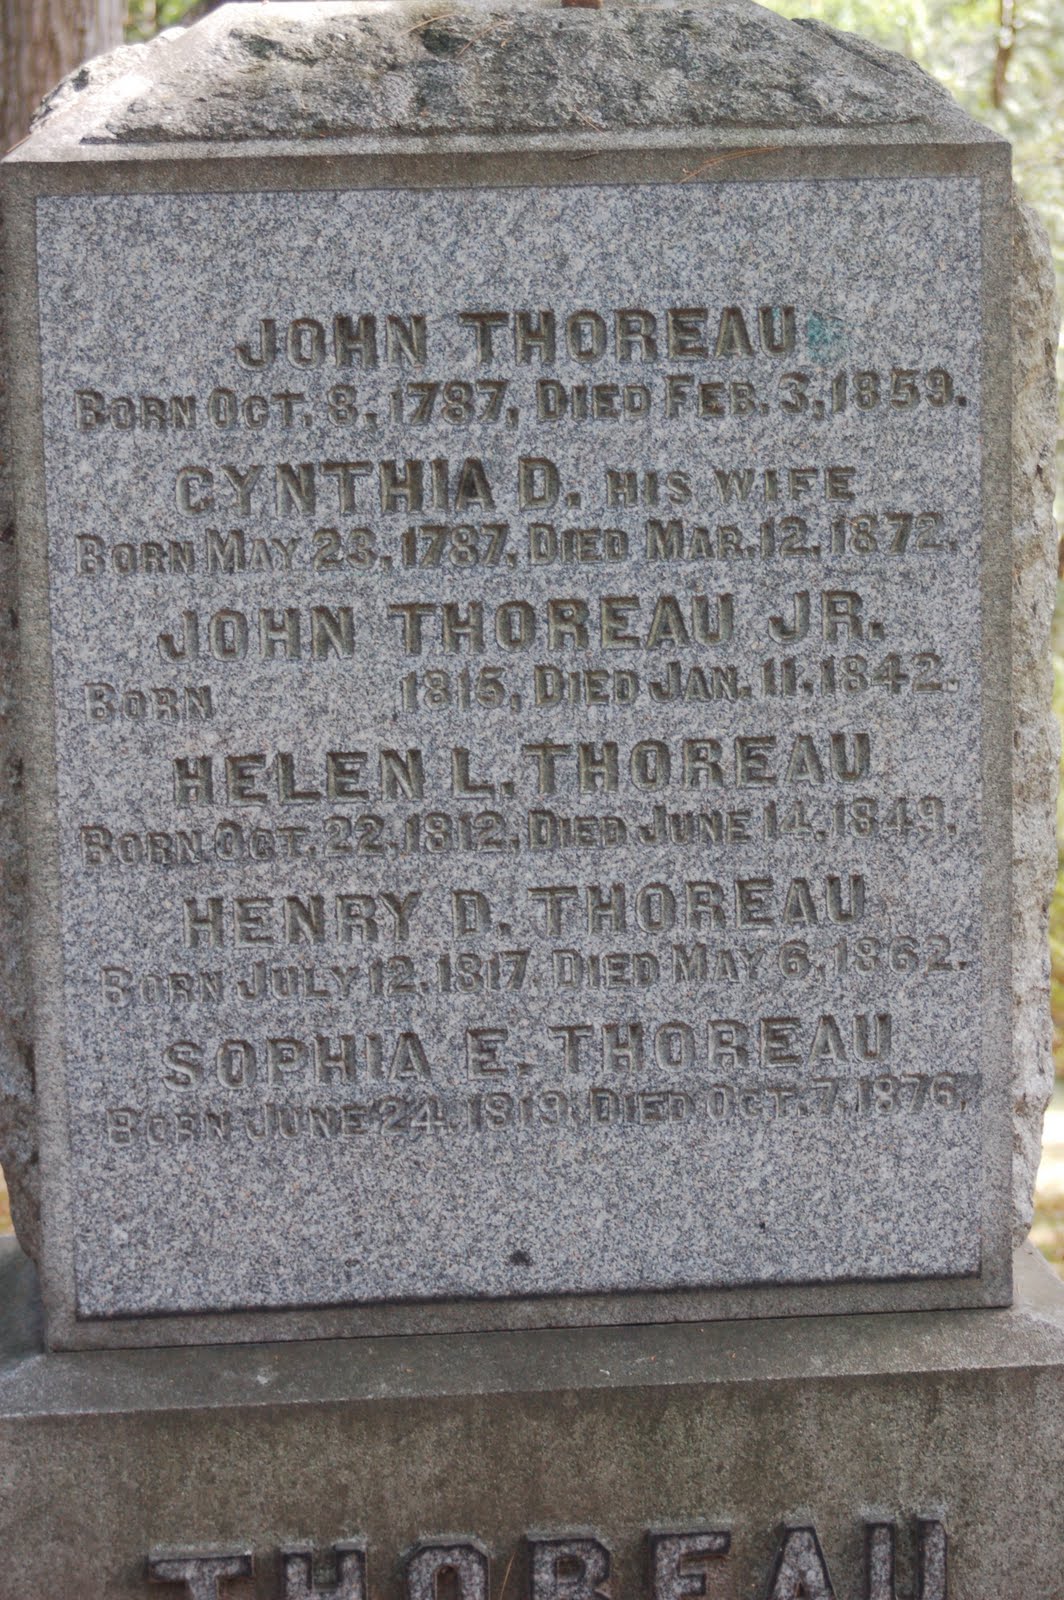 JOHN THOREAU
BORN OCT. 8, 1787, DIED FEB. 3, 1859.
CYNTHIA D. HIS WIFE
BORN MAY 23, 1787, DIED MAR. 12, 1872.
JOHN THOREAU JR.
BORN 1815, DIED JAN. 11, 1842.
HELEN L. THOREAU
BORN OCT. 22, 1812, DIED JUNE 14, 1849.
HENRY D. THOREAU
BORN JULY 12, 1817, DIED MAY 6, 1862.
SOPHIA E. THOREAU
BORN JUNE 24, 1819, DIED OCT. 7, 1876.
THOREAU